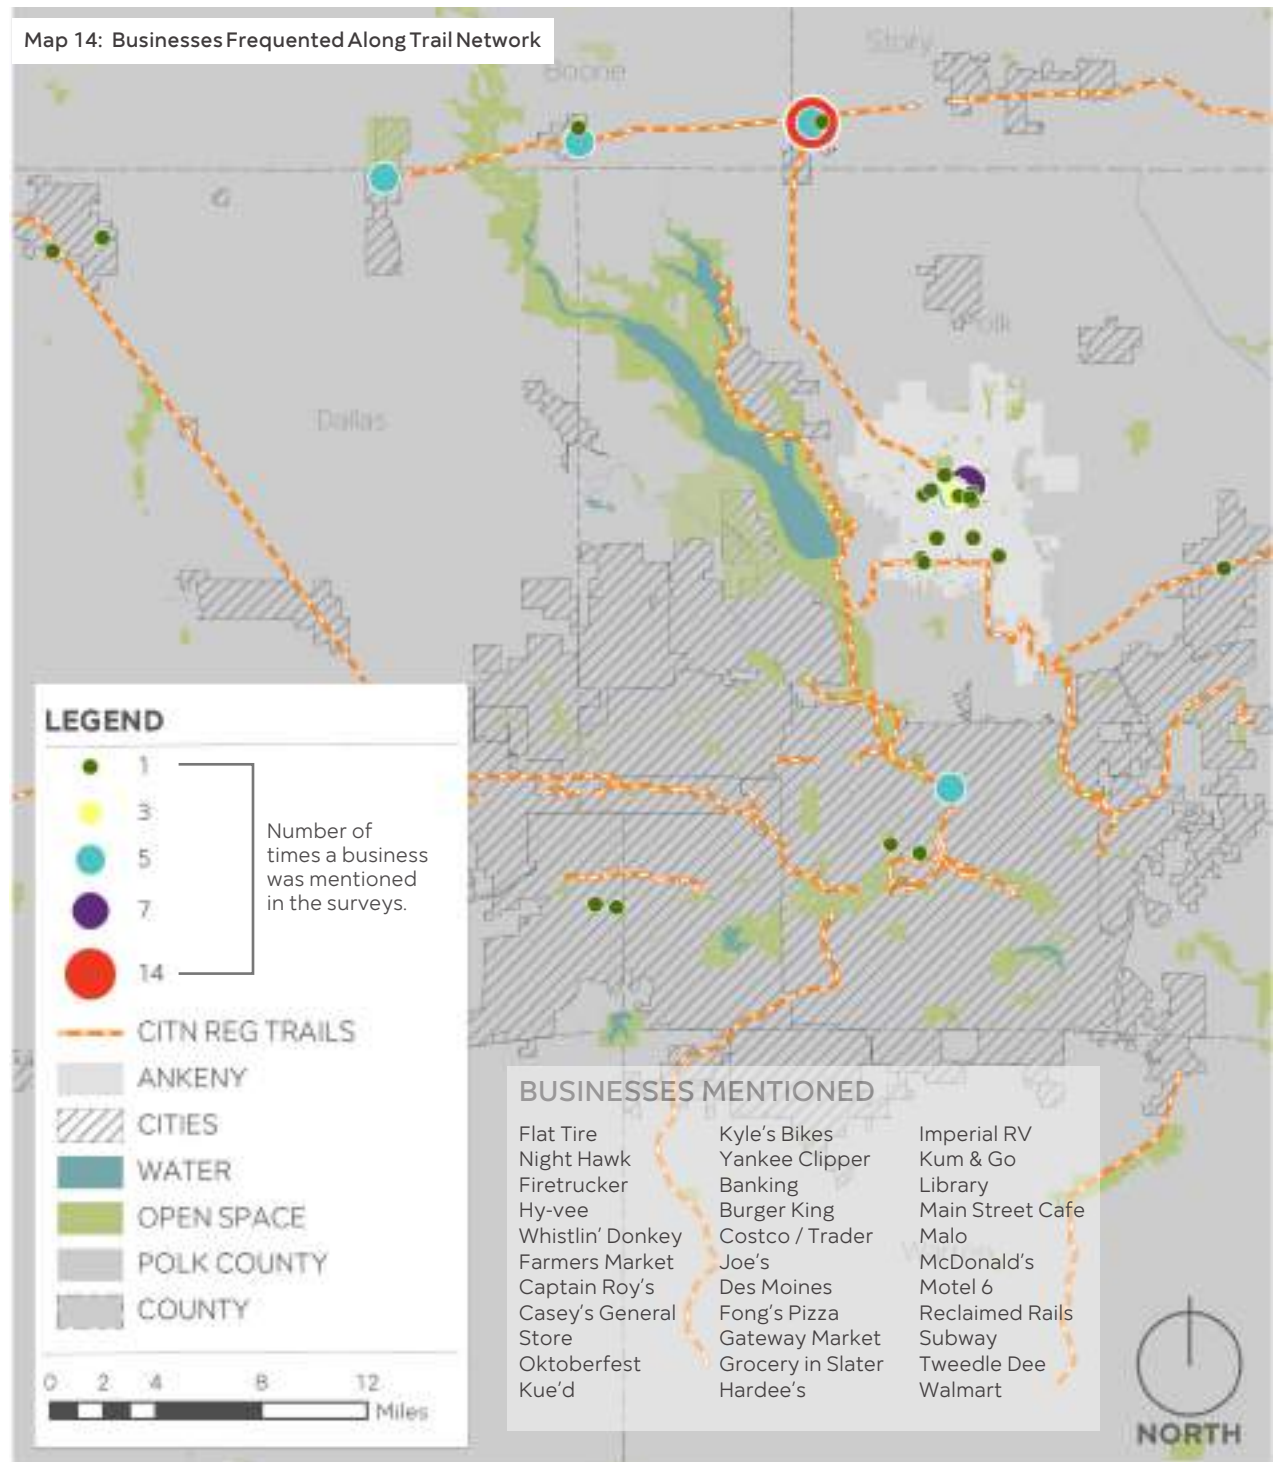 Map 14: Businesses Frequented Along Trail Network
Story
Boone
Polk
Dallas
LEGEND
1
3
5
7
14
Number of
times a business
was mentioned
in the surveys.
CITN REG TRAILS
ANKENY
CITIES
WATER
OPEN SPACE
POLK COUNTY
COUNTY
0 2 4 8 12
Miles
BUSINESSES MENTIONED
Flat Tire
Night Hawk
Firetrucker
Hy-vee
Whistlin' Donkey
Farmers Market
Captain Roy's
Casey's General
Store
Oktoberfest
Kue'd
Kyle's Bikes
Yankee Clipper
Banking
Burger King
Costco / Trader
Joe's
Des Moines
Fong's Pizza
Gateway Market
Grocery in Slater
Hardee's
Imperial RV
Kum & Go
Library
Main Street Cafe
Malo
McDonald's
Motel 6
Reclaimed Rails
Subway
Tweedle Dee
Walmart
Warren
NORTH